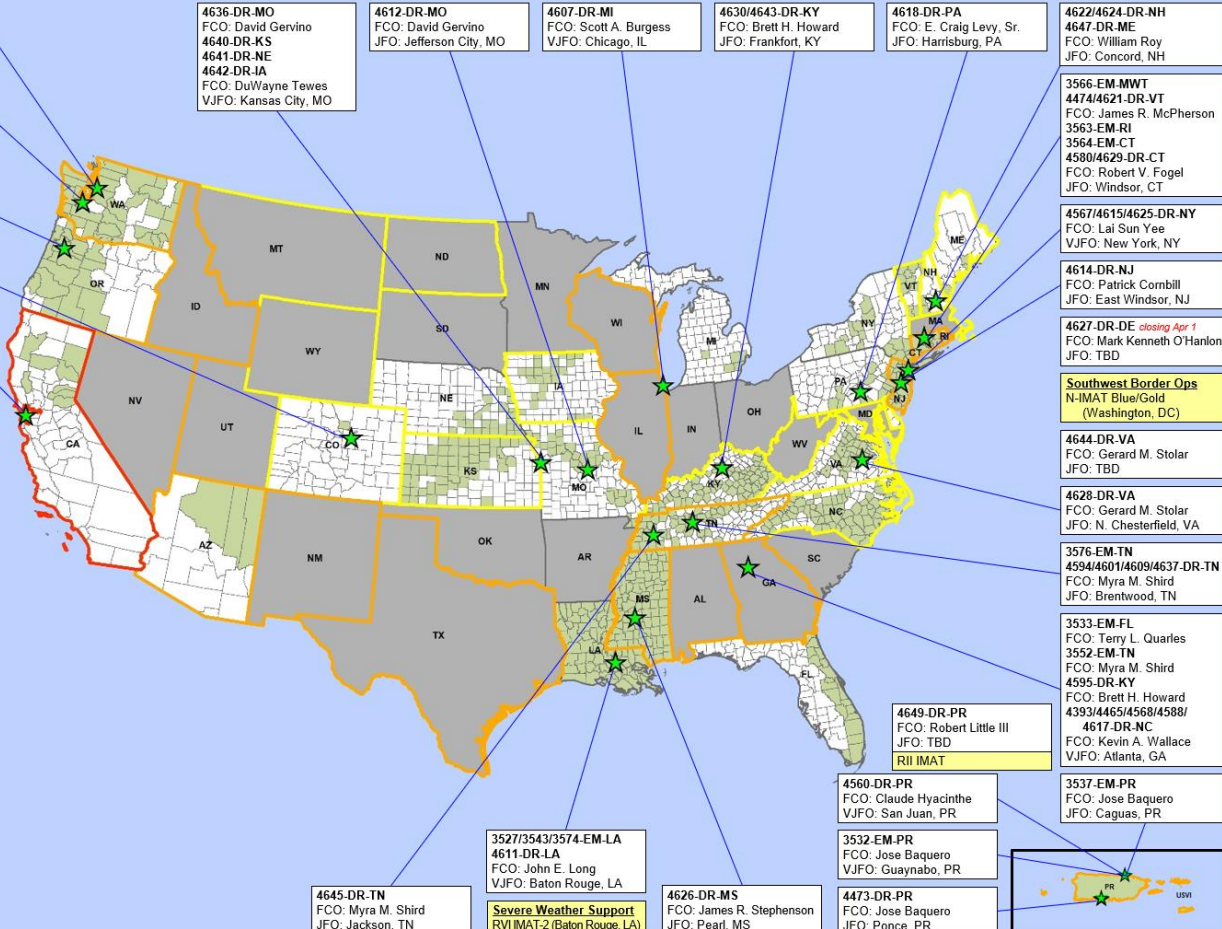 4636-DR-MO
FCO: David Gervino
4640-DR-KS
4641-DR-NE
4642-DR-IA
FCO: DuWayne Tewes
VJFO: Kansas City, MO
4612-DR-MO
FCO: David Gervino
JFO: Jefferson City, MO
4607-DR-MI
FCO: Scott A. Burgess
VJFO: Chicago, IL
4630/4643-DR-KY
FCO: Brett H. Howard
JFO: Frankfort, KY
4618-DR-PA
FCO: E. Craig Levy, Sr.
JFO: Harrisburg, PA
4622/4624-DR-NH
4647-DR-ME
FCO: William Roy
JFO: Concord, NH
3566-EM-MWT
4474/4621-DR-VT
FCO: James R. McPherson
3563-EM-RI
3564-EM-CT
4580/4629-DR-CT
FCO: Robert V. Fogel
JFO: Windsor, CT
4567/4615/4625-DR-NY
FCO: Lai Sun Yee
VJFO: New York, NY
4614-DR-NJ
FCO: Patrick Cornbill
JFO: East Windsor, NJ
4627-DR-DE closing Apr 1
FCO: Mark Kenneth O'Hanlon
JFO: TBD
Southwest Border Ops
N-IMAT Blue/Gold
(Washington, DC)
4644-DR-VA
FCO: Gerard M. Stolar
JFO: TBD
4628-DR-VA
FCO: Gerard M. Stolar
JFO: N. Chesterfield, VA
3576-EM-TN
4594/4601/4609/4637-DR-TN
FCO: Myra M. Shird
JFO: Brentwood, TN
3533-EM-FL
FCO: Terry L. Quarles
3552-EM-TN
FCO: Myra M. Shird
4595-DR-KY
FCO: Brett H. Howard
4393/4465/4568/4588/
4617-DR-NC
FCO: Kevin A. Wallace
VJFO: Atlanta, GA
4649-DR-PR
FCO: Robert Little III
JFO: TBD
RII IMAT
4560-DR-PR
FCO: Claude Hyacinthe
VJFO: San Juan, PR
3537-EM-PR
FCO: Jose Baquero
JFO: Caguas, PR
3532-EM-PR
FCO: Jose Baquero
VJFO: Guaynabo, PR
4473-DR-PR
FCO: Jose Baquero
JFO: Ponce, PR
3527/3543/3574-EM-LA
4611-DR-LA
FCO: John E. Long
VJFO: Baton Rouge, LA
Severe Weather Support
RVI IMAT-2 (Baton Rouge, LA)
4645-DR-TN
FCO: Myra M. Shird
JFO: Jackson, TN
4626-DR-MS
FCO: James R. Stephenson
JFO: Pearl, MS
WA
MT
ND
MN
ME
OR
ID
SD
WI
MI
VT
NH
NY
MA
RI
CT
WY
NV
UT
CO
NE
IA
IL
IN
OH
PA
NJ
MD
WV
VA
CA
KS
MO
KY
AZ
NM
OK
AR
TN
NC
SC
TX
LA
MS
AL
GA
FL
PR
USVI